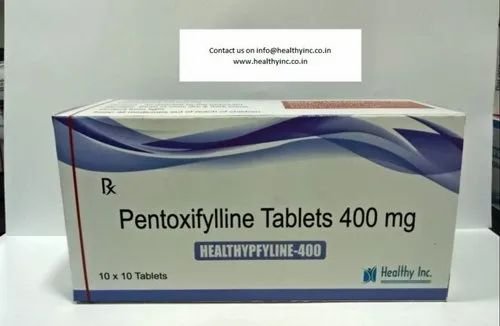 Contact us on info@healthyinc.co.in
www.healthyinc.co.in
Rx
Pentoxifylline Tablets 400 mg
HEALTHYPFYLINE-400
10 x 10 Tablets
Healthy Inc.